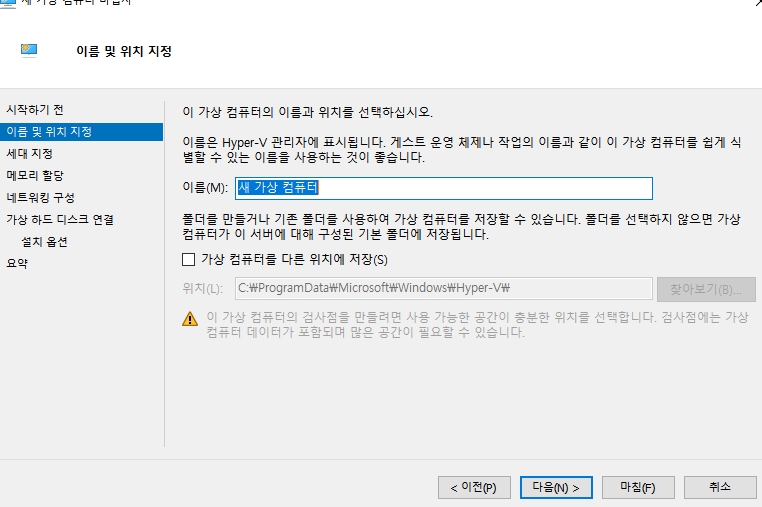 새 가상 컴퓨터 마법사
이름 및 위치 지정
시작하기 전
이름 및 위치 지정
세대 지정
메모리 할당
네트워킹 구성
가상 하드 디스크 연결
설치 옵션
요약
이 가상 컴퓨터의 이름과 위치를 선택하십시오.
이름은 Hyper-V 관리자에 표시됩니다. 게스트 운영 체제나 작업의 이름과 같이 이 가상 컴퓨터를 쉽게 식
별할 수 있는 이름을 사용하는 것이 좋습니다.
이름(M): 새 가상 컴퓨터
폴더를 만들거나 기존 폴더를 사용하여 가상 컴퓨터를 저장할 수 있습니다. 폴더를 선택하지 않으면 가상
컴퓨터가 이 서버에 대해 구성된 기본 폴더에 저장됩니다.
가상 컴퓨터를 다른 위치에 저장(S)
위치(L): C:₩ProgramData₩Microsoft₩Windows₩Hyper-V₩ 찾아보기(B)...
이 가상 컴퓨터의 검사점을 만들려면 사용 가능한 공간이 충분한 위치를 선택합니다. 검사점에는 가상
컴퓨터 데이터가 포함되며 많은 공간이 필요할 수 있습니다.
< 이전(P) 다음(N) > 마침(F) 취소